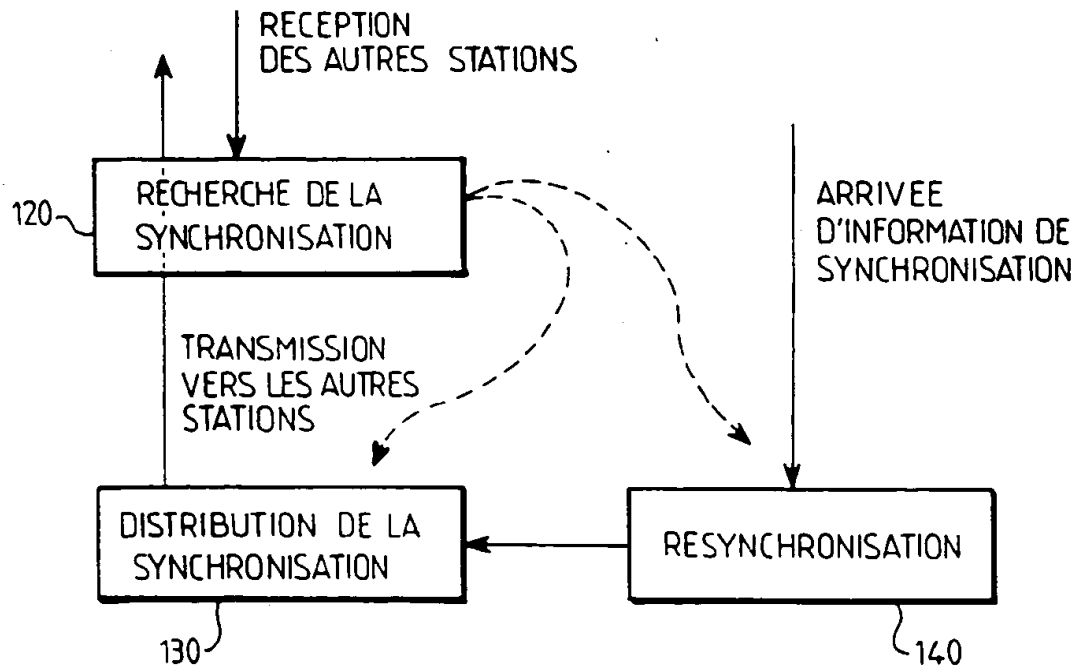 RECEPTION
DES AUTRES STATIONS
RECHERCHE DE LA
SYNCHRONISATION
120
ARRIVEE
D'INFORMATION DE
SYNCHRONISATION
TRANSMISSION
VERS LES AUTRES
STATIONS
DISTRIBUTION DE LA
SYNCHRONISATION
RESYNCHRONISATION
130
140